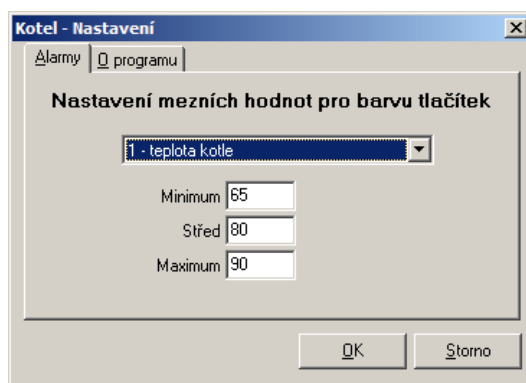 Kotel - Nastavení
Alarmy O programu
Nastavení mezních hodnot pro barvu tlačítek
1 - teplota kotle
Minimum 65
Střed 80
Maximum 90
OK Storno